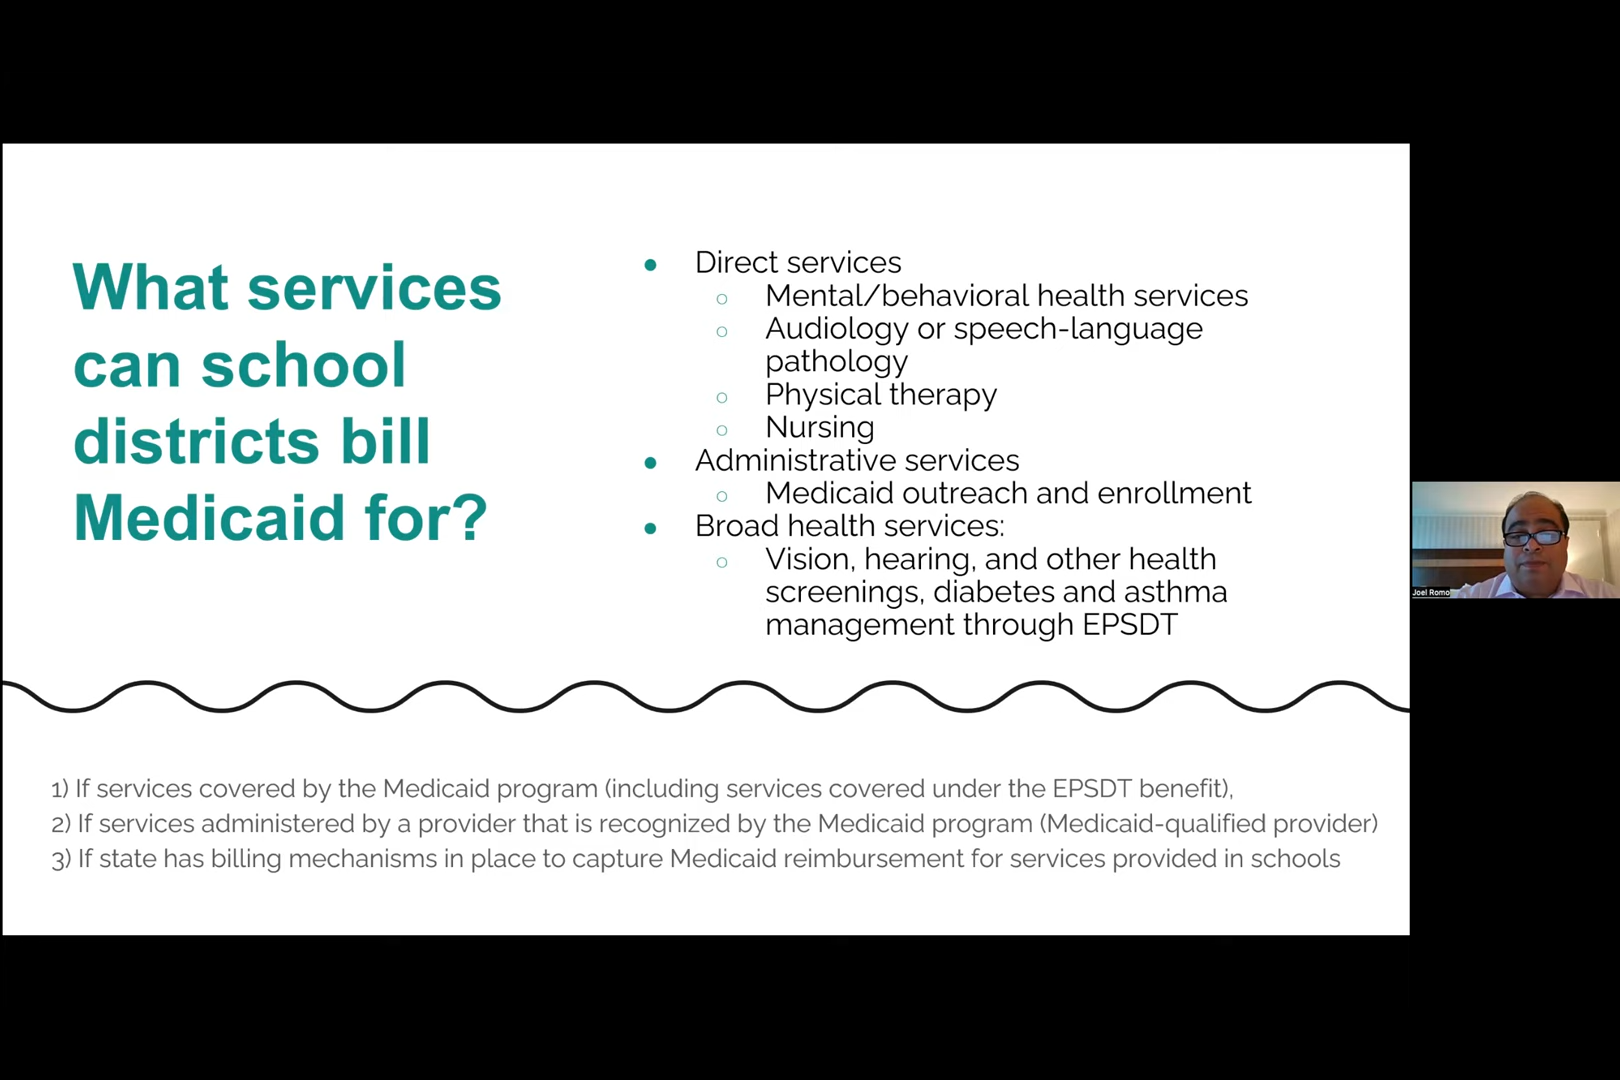 What services
can school
districts bill
Medicaid for?
● Direct services
○ Mental/behavioral health services
○ Audiology or speech-language
pathology
○ Physical therapy
○ Nursing
● Administrative services
○ Medicaid outreach and enrollment
● Broad health services:
○ Vision, hearing, and other health
screenings, diabetes and asthma
management through EPSDT
1) If services covered by the Medicaid program (including services covered under the EPSDT benefit),
2) If services administered by a provider that is recognized by the Medicaid program (Medicaid-qualified provider)
3) If state has billing mechanisms in place to capture Medicaid reimbursement for services provided in schools
Joel Romo